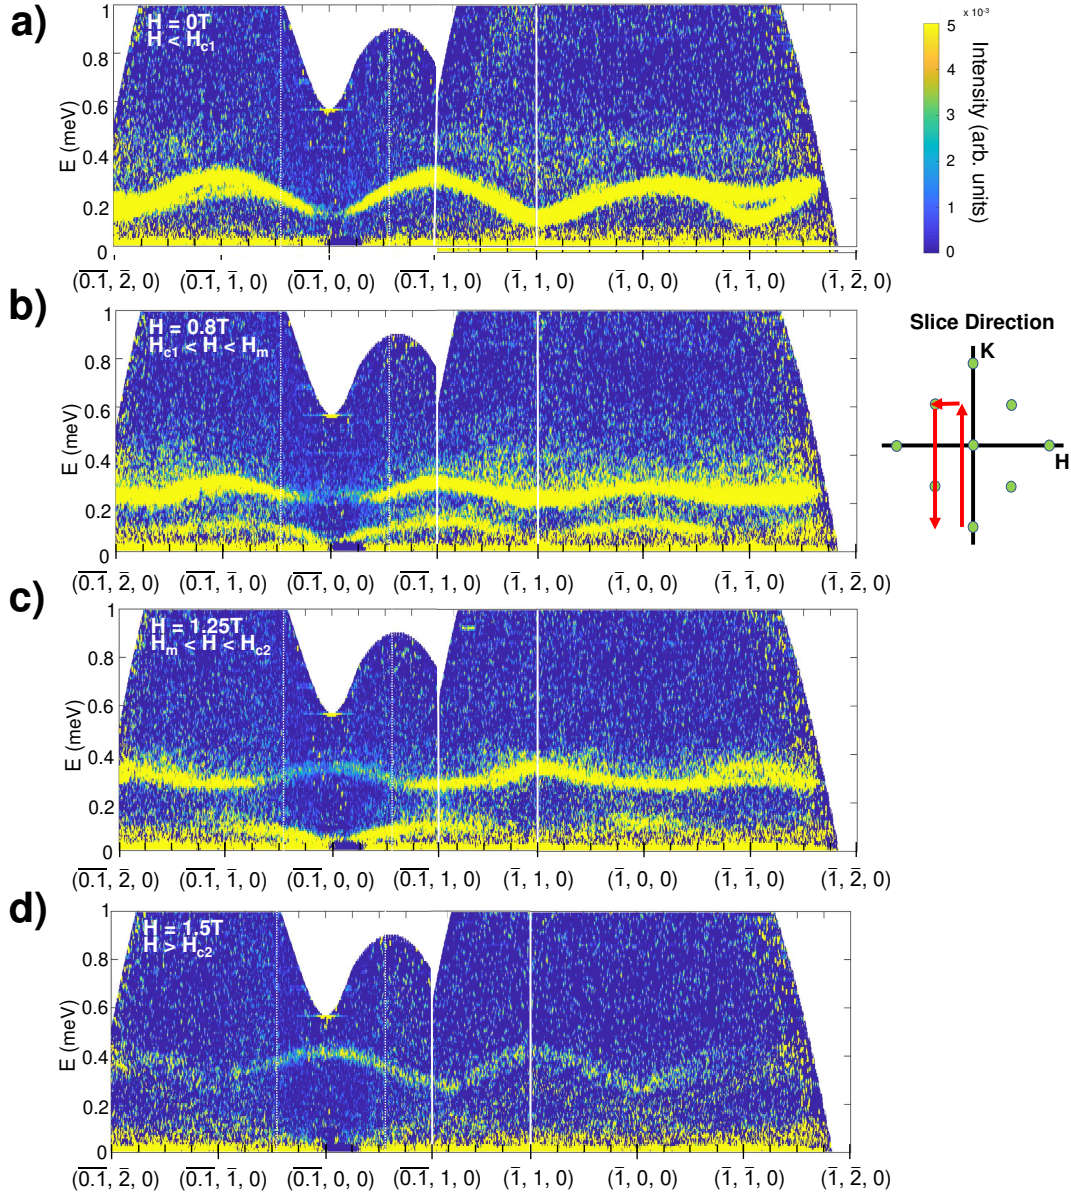 a)
H = 0T
H < H_c1
E (meV)
1
0.8
0.6
0.4
0.2
0
(0̅.̅1̅, 2̅, 0) (0̅.̅1̅, 1̅, 0) (0̅.̅1̅, 0, 0) (0̅.̅1̅, 1, 0) (1̅, 1, 0) (1̅, 0, 0) (1̅, 1̅, 0) (1̅, 2̅, 0)
x 10⁻³
5
4
3
2
1
0
Intensity (arb. units)
b)
H = 0.8T
H_c1 < H < H_m
E (meV)
1
0.8
0.6
0.4
0.2
0
(0̅.̅1̅, 2̅, 0) (0̅.̅1̅, 1̅, 0) (0̅.̅1̅, 0, 0) (0̅.̅1̅, 1, 0) (1̅, 1, 0) (1̅, 0, 0) (1̅, 1̅, 0) (1̅, 2̅, 0)
Slice Direction
K
H
c)
H = 1.25T
H_m < H < H_c2
E (meV)
1
0.8
0.6
0.4
0.2
0
(0̅.̅1̅, 2̅, 0) (0̅.̅1̅, 1̅, 0) (0̅.̅1̅, 0, 0) (0̅.̅1̅, 1, 0) (1̅, 1, 0) (1̅, 0, 0) (1̅, 1̅, 0) (1̅, 2̅, 0)
d)
H = 1.5T
H > H_c2
E (meV)
1
0.8
0.6
0.4
0.2
0
(0̅.̅1̅, 2̅, 0) (0̅.̅1̅, 1̅, 0) (0̅.̅1̅, 0, 0) (0̅.̅1̅, 1, 0) (1̅, 1, 0) (1̅, 0, 0) (1̅, 1̅, 0) (1̅, 2̅, 0)